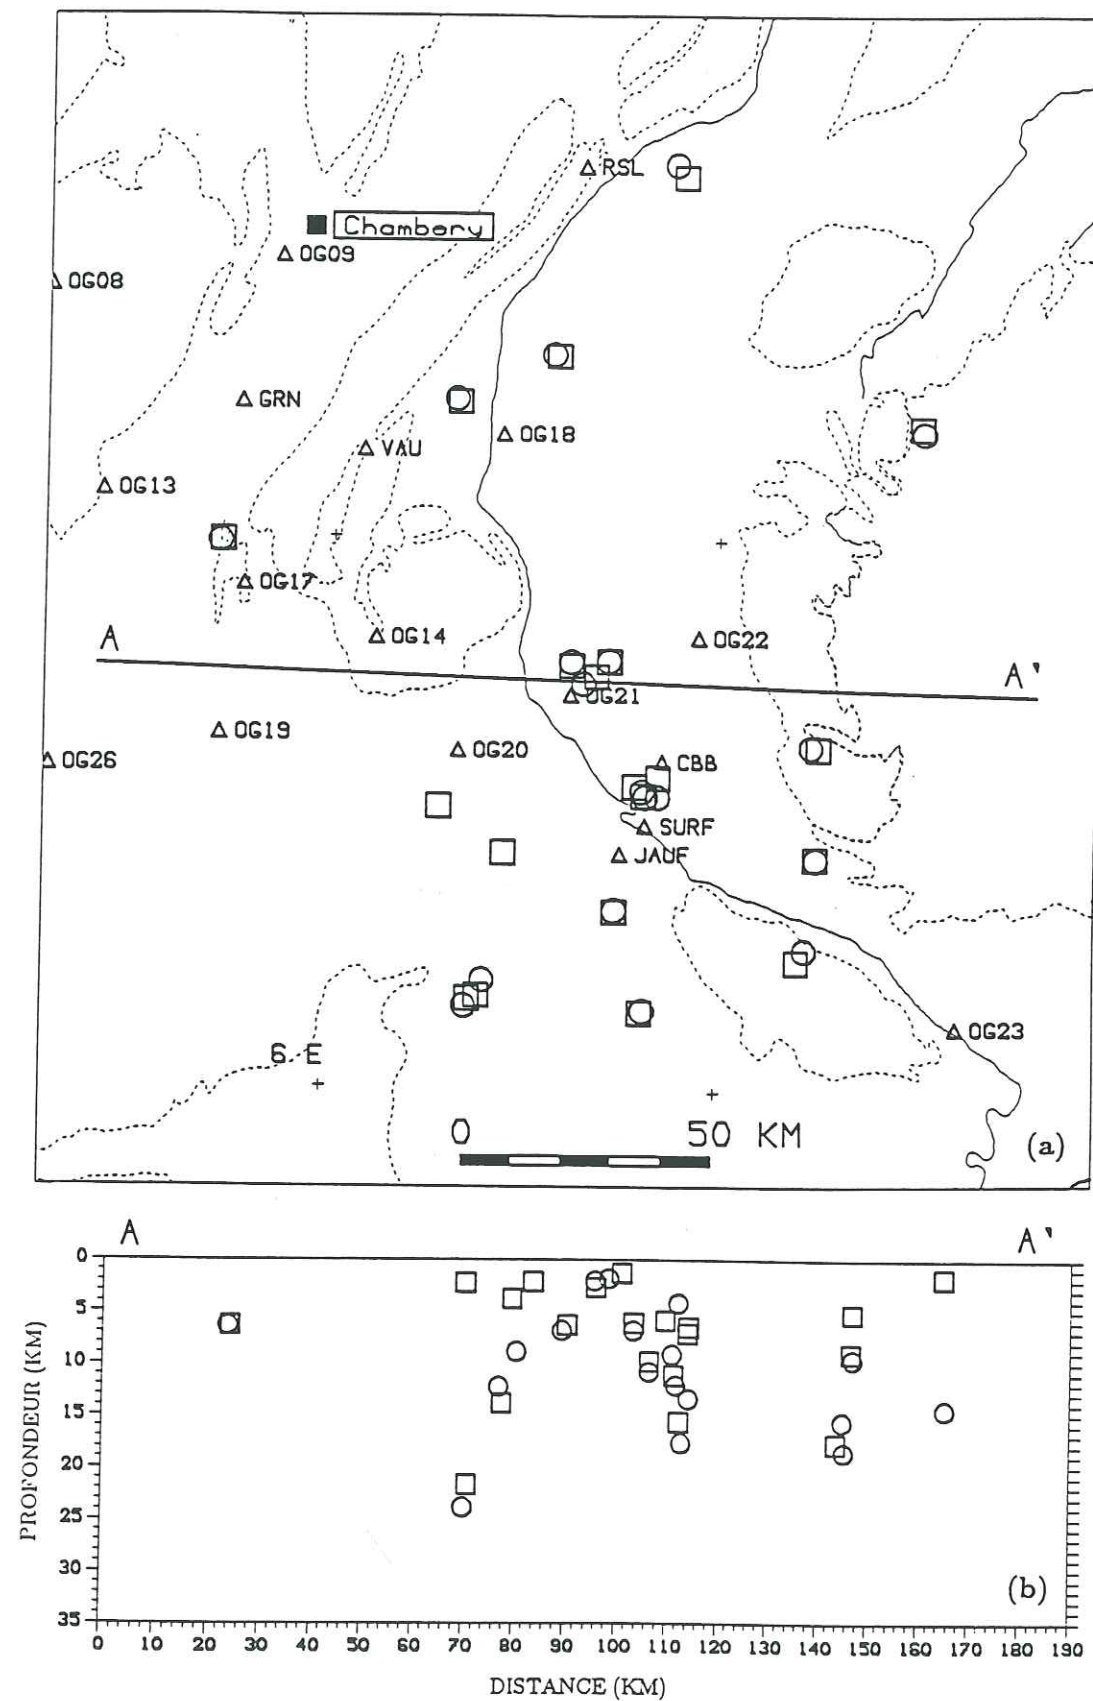 RSL
Chambery
OG09
OG08
GRN
OG18
VAU
OG13
OG17
OG14
OG22
A
A'
OG21
OG19
OG20
OG26
CBB
SURF
JAUF
OG23
6 E
0 50 KM
(a)
A A'
0
5
10
15
20
25
30
35
PROFONDEUR (KM)
(b)
0 10 20 30 40 50 60 70 80 90 100 110 120 130 140 150 160 170 180 190
DISTANCE (KM)